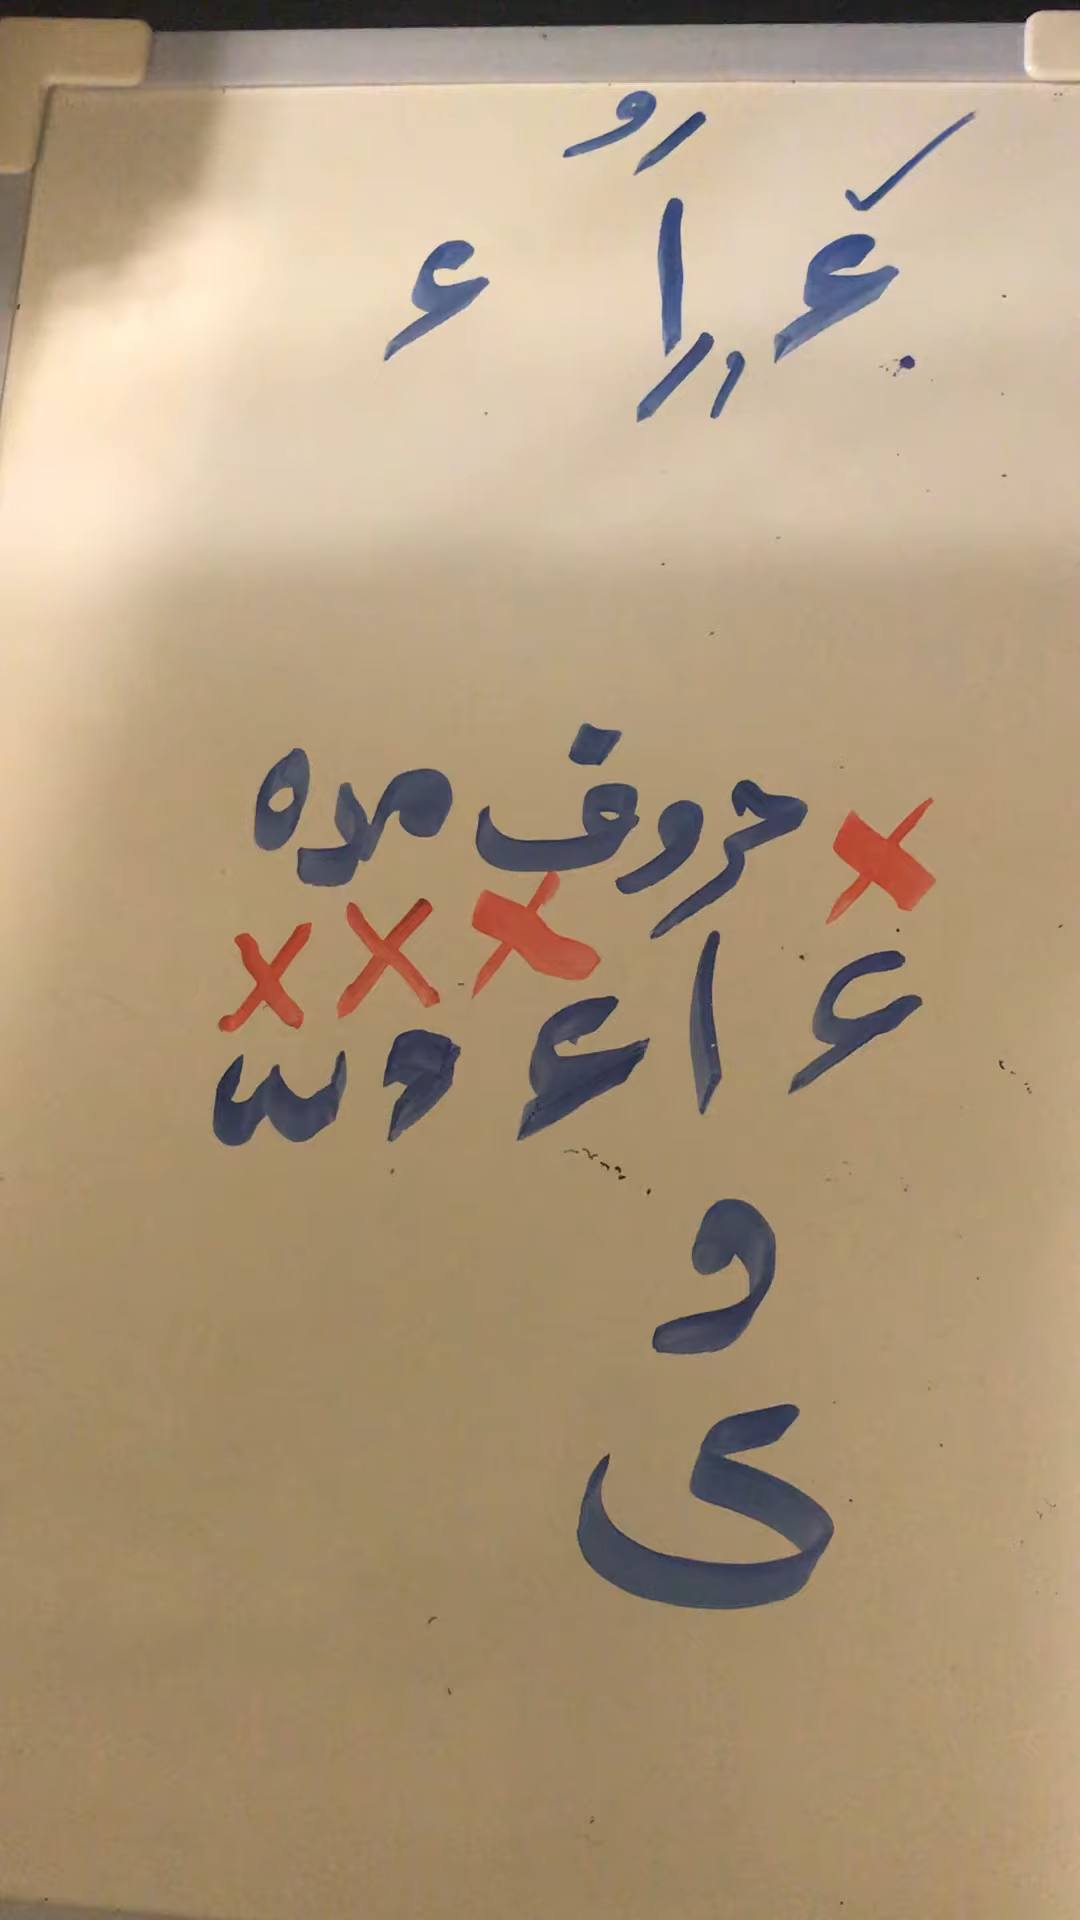 ء اَُِ ء
حروف مده
ء ا ء د س
و
ى